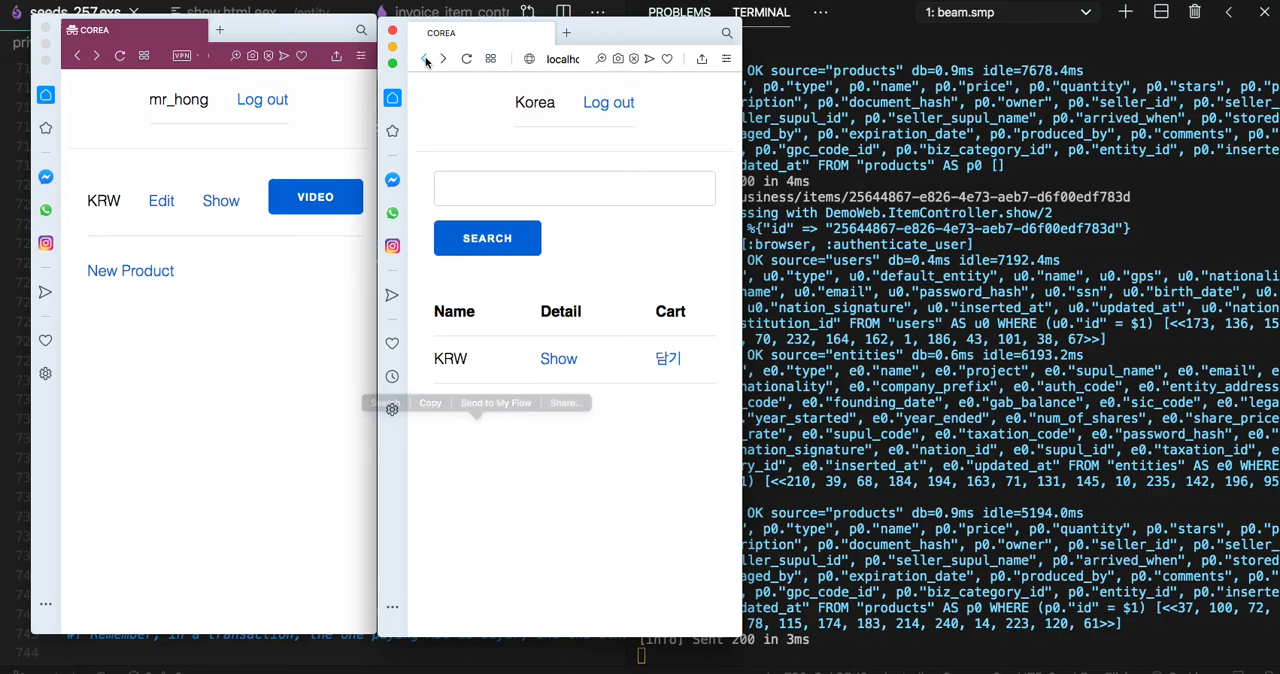 seeds_257.exs
show.html.eex
/entity
invoice_item_contr
PROBLEMS
TERMINAL
1: beam.smp
COREA
VPN
mr_hong
Log out
KRW
Edit
Show
VIDEO
New Product
COREA
localhc
Korea
Log out
SEARCH
Name
Detail
Cart
KRW
Show
담기
Copy
Send to My Flow
Share...
744
OK source="products" db=0.9ms idle=7678.4ms
", p0."type", p0."name", p0."price", p0."quantity", p0."stars", p0."p
ription", p0."document_hash", p0."owner", p0."seller_id", p0."seller_
ller_supul_id", p0."seller_supul_name", p0."arrived_when", p0."stored
aged_by", p0."expiration_date", p0."produced_by", p0."comments", p0."
, p0."gpc_code_id", p0."biz_category_id", p0."entity_id", p0."inserte
dated_at" FROM "products" AS p0 []
00 in 4ms
usiness/items/25644867-e826-4e73-aeb7-d6f00edf783d
ssing with DemoWeb.ItemController.show/2
%{"id" => "25644867-e826-4e73-aeb7-d6f00edf783d"}
[:browser, :authenticate_user]
OK source="users" db=0.4ms idle=7192.4ms
, u0."type", u0."default_entity", u0."name", u0."gps", u0."nationali
name", u0."email", u0."password_hash", u0."ssn", u0."birth_date", u0.
u0."nation_signature", u0."inserted_at", u0."updated_at", u0."nation
stitution_id" FROM "users" AS u0 WHERE (u0."id" = $1) [<<173, 136, 15
70, 232, 164, 162, 1, 186, 43, 101, 38, 67>>]
OK source="entities" db=0.6ms idle=6193.2ms
, e0."type", e0."name", e0."project", e0."supul_name", e0."email", e
nationality", e0."company_prefix", e0."auth_code", e0."entity_address
code", e0."founding_date", e0."gab_balance", e0."sic_code", e0."lega
"year_started", e0."year_ended", e0."num_of_shares", e0."share_price
_rate", e0."supul_code", e0."taxation_code", e0."password_hash", e0."
nation_signature", e0."nation_id", e0."supul_id", e0."taxation_id", e
ry_id", e0."inserted_at", e0."updated_at" FROM "entities" AS e0 WHERE
1) [<<210, 39, 68, 184, 194, 163, 71, 131, 145, 10, 235, 142, 196, 95
OK source="products" db=0.9ms idle=5194.0ms
", p0."type", p0."name", p0."price", p0."quantity", p0."stars", p0."p
ription", p0."document_hash", p0."owner", p0."seller_id", p0."seller_
ller_supul_id", p0."seller_supul_name", p0."arrived_when", p0."stored
aged_by", p0."expiration_date", p0."produced_by", p0."comments", p0."
, p0."gpc_code_id", p0."biz_category_id", p0."entity_id", p0."inserte
dated_at" FROM "products" AS p0 WHERE (p0."id" = $1) [<<37, 100, 72,
78, 115, 174, 183, 214, 240, 14, 223, 120, 61>>]
[info] Sent 200 in 3ms